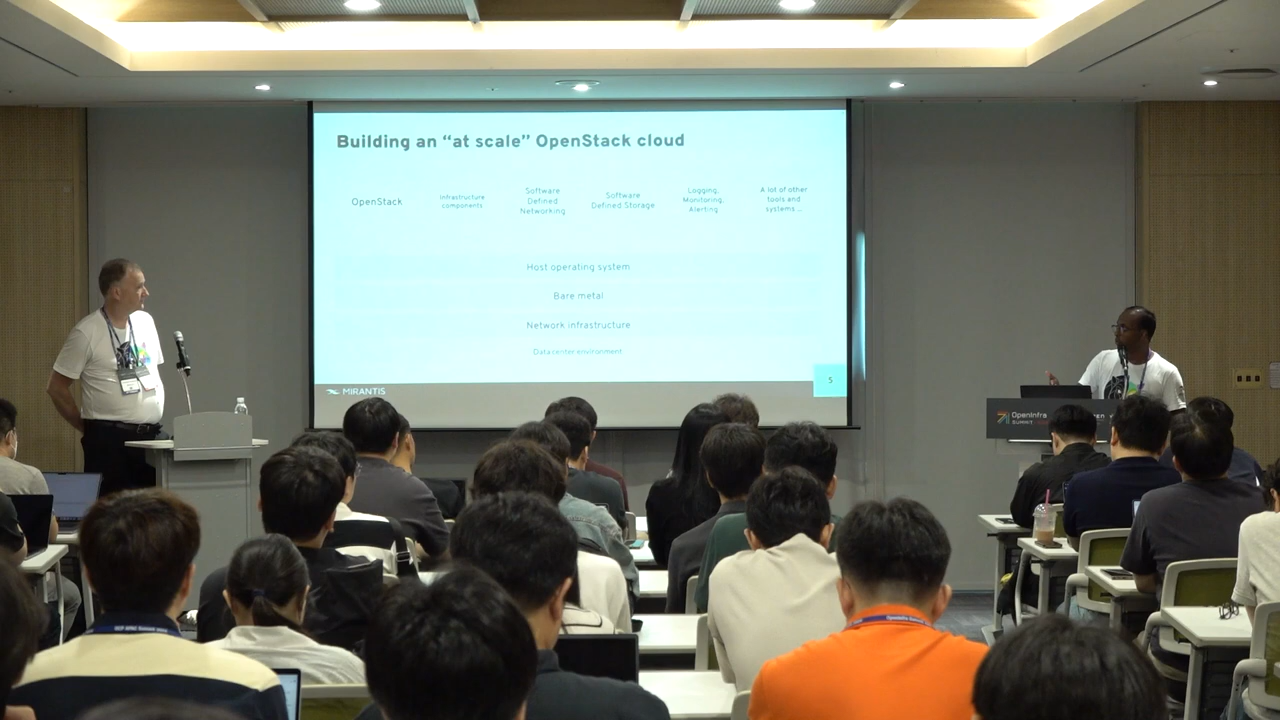 Building an “at scale” OpenStack cloud
OpenStack
Infrastructure
components
Software
Defined
Networking
Software
Defined Storage
Logging,
Monitoring,
Alerting
A lot of other
tools and
systems ...
Host operating system
Bare metal
Network infrastructure
Data center environment
MIRANTIS
5
OpenInfra
SUMMIT